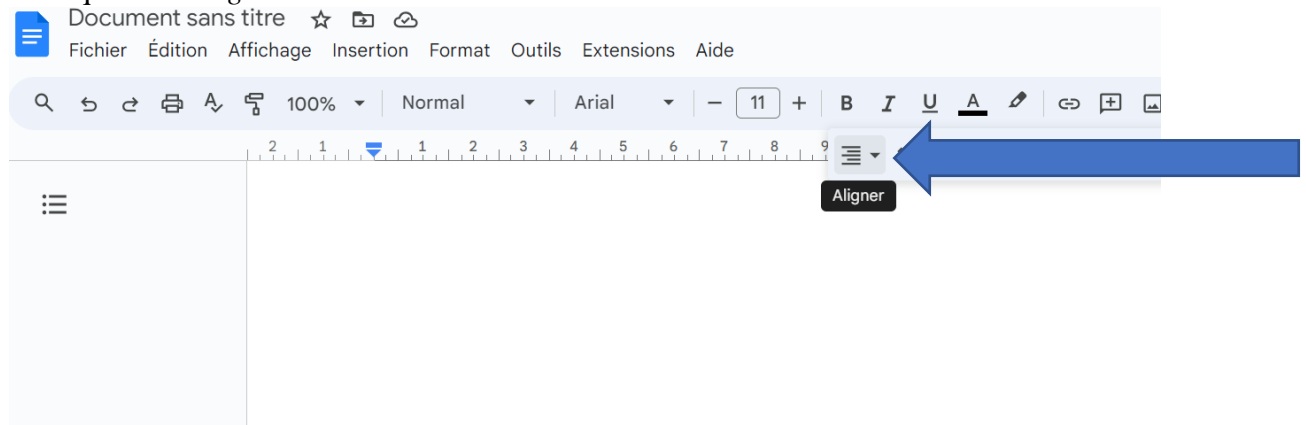 Document sans titre
Fichier Édition Affichage Insertion Format Outils Extensions Aide
100% Normal Arial 11 B I U A
2 1 1 2 3 4 5 6 7 8 9
Aligner